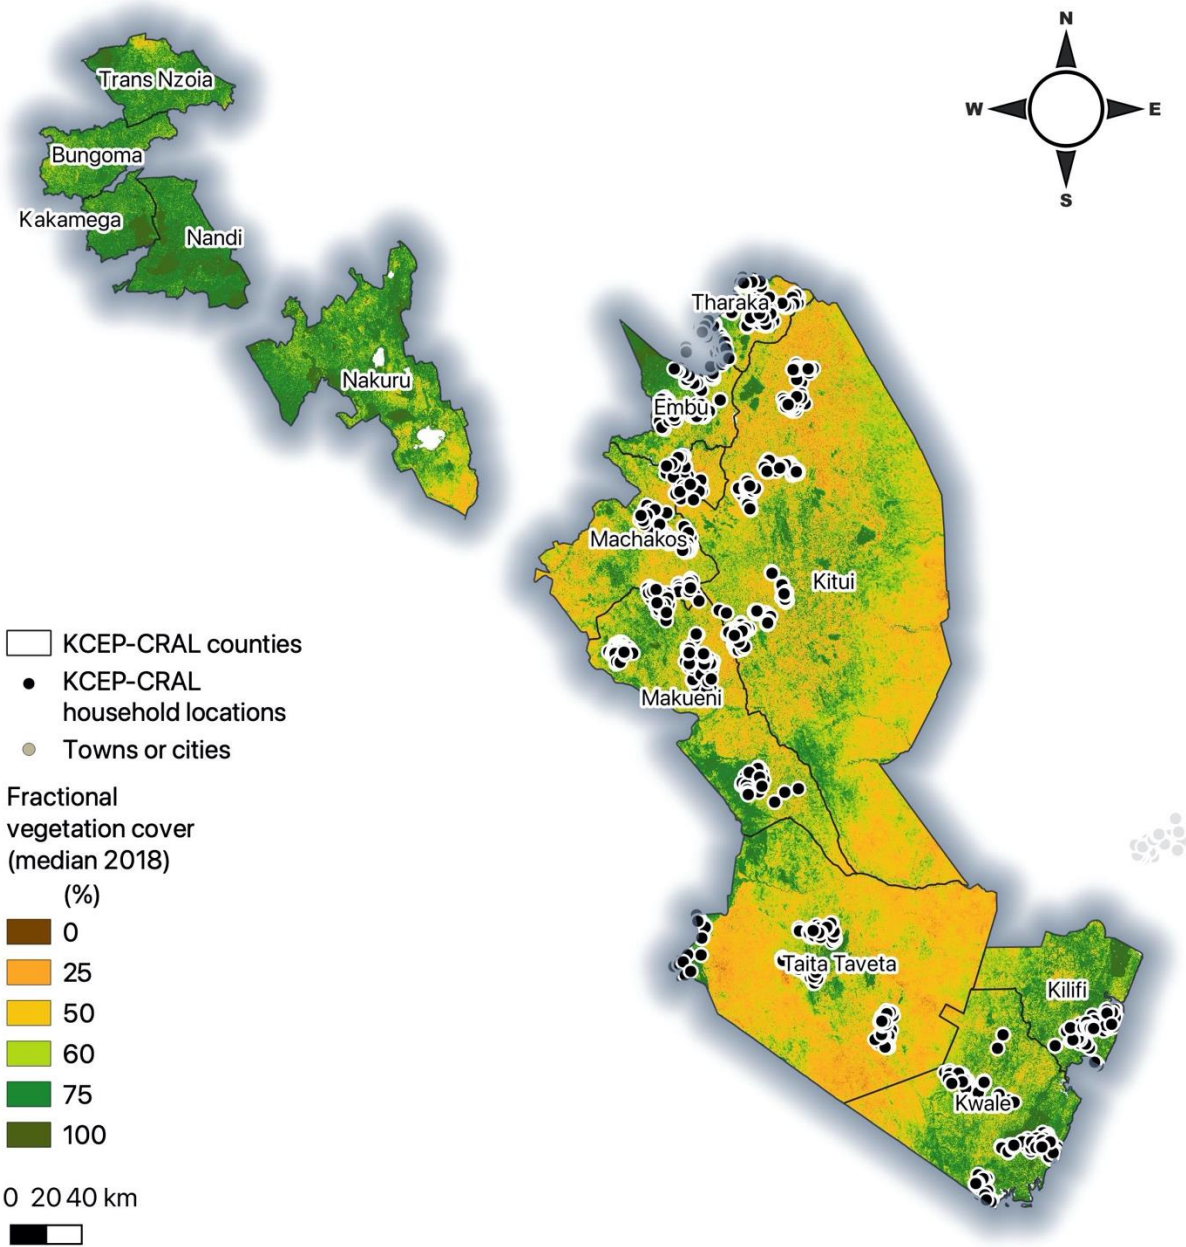 N
W
E
S
Trans Nzoia
Bungoma
Kakamega
Nandi
Nakuru
Tharaka
Embu
Machakos
Kitui
Makueni
Taita Taveta
Kilifi
Kwale
KCEP-CRAL counties
KCEP-CRAL
household locations
Towns or cities
Fractional
vegetation cover
(median 2018)
(%)
0
25
50
60
75
100
0 20 40 km